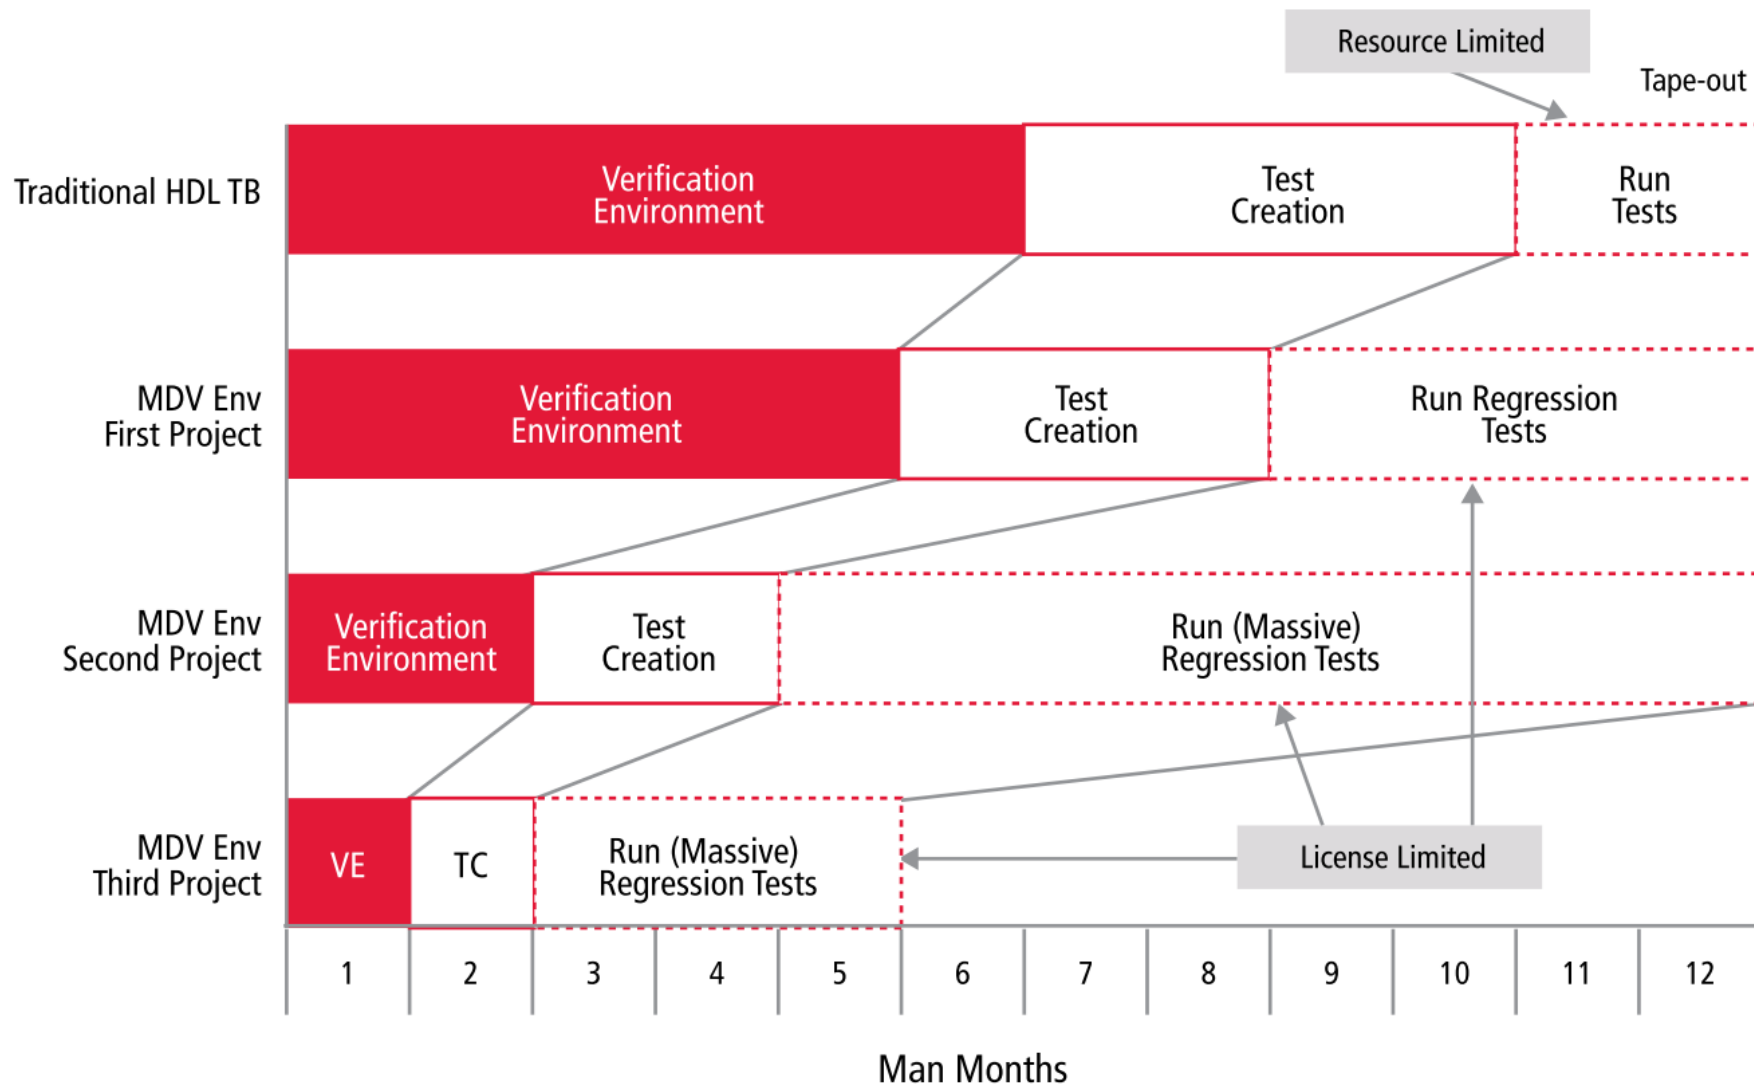 Resource Limited
Tape-out
Traditional HDL TB
Verification
Environment
Test
Creation
Run
Tests
MDV Env
First Project
Verification
Environment
Test
Creation
Run Regression
Tests
MDV Env
Second Project
Verification
Environment
Test
Creation
Run (Massive)
Regression Tests
MDV Env
Third Project
VE
TC
Run (Massive)
Regression Tests
License Limited
1 2 3 4 5 6 7 8 9 10 11 12
Man Months